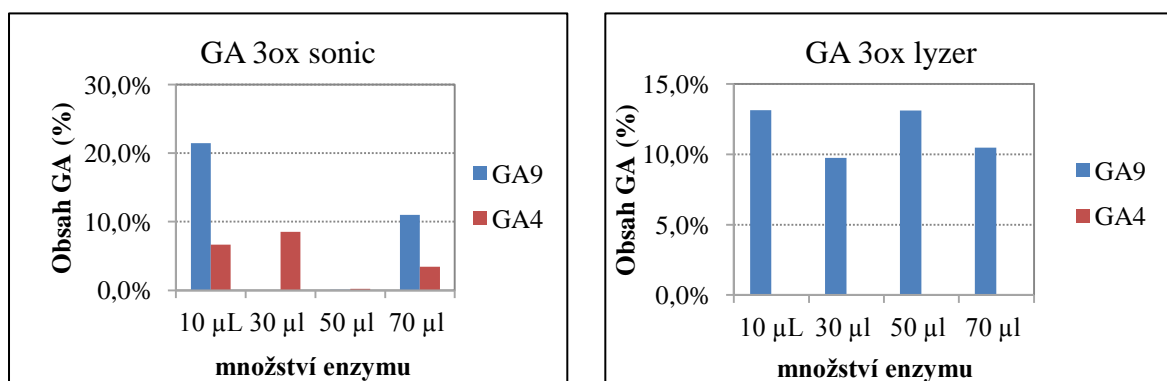 GA 3ox sonic
30,0%
20,0%
10,0%
0,0%
Obsah GA (%)
10 µL 30 µl 50 µl 70 µl
množství enzymu
GA9
GA4
GA 3ox lyzer
15,0%
10,0%
5,0%
0,0%
Obsah GA (%)
10 µL 30 µl 50 µl 70 µl
množství enzymu
GA9
GA4